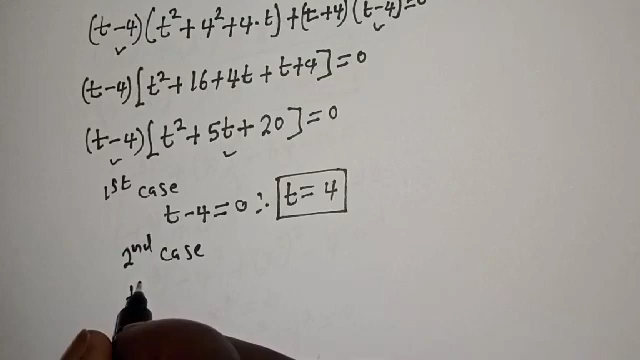 (t-4)(t²+4²+4·t)+(t+4)(t-4)=0
(t-4)[t²+16+4t+t+4]=0
(t-4)[t²+5t+20]=0
1st case
t-4=0 ∴ t=4
2nd case